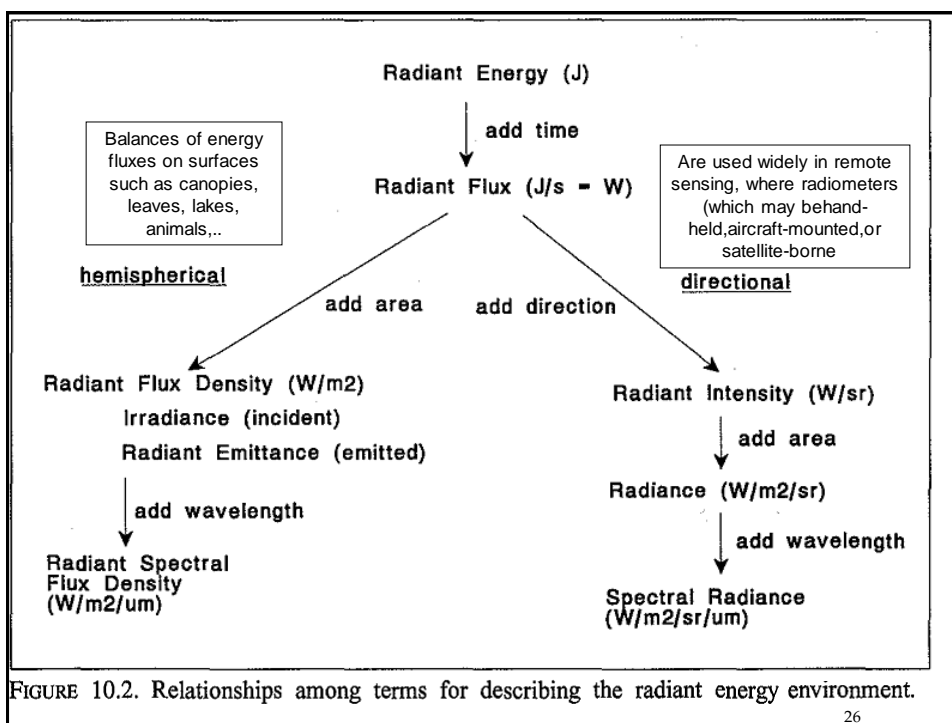 Radiant Energy (J)
add time
Balances of energy
fluxes on surfaces
such as canopies,
leaves, lakes,
animals,..
Radiant Flux (J/s = W)
Are used widely in remote
sensing, where radiometers
(which may behand-
held,aircraft-mounted,or
satellite-borne
hemispherical
directional
add area
add direction
Radiant Flux Density (W/m2)
Irradiance (incident)
Radiant Emittance (emitted)
add wavelength
Radiant Spectral
Flux Density
(W/m2/um)
Radiant Intensity (W/sr)
add area
Radiance (W/m2/sr)
add wavelength
Spectral Radiance
(W/m2/sr/um)
FIGURE 10.2. Relationships among terms for describing the radiant energy environment.
26